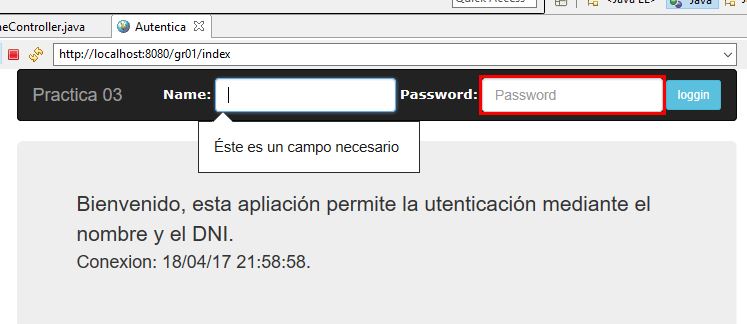 Quick Access
<Java EE>
Java
neController.java
Autentica
http://localhost:8080/gr01/index
Practica 03
Name:
Password:
Password
loggin
Éste es un campo necesario
Bienvenido, esta apliación permite la utenticación mediante el
nombre y el DNI.
Conexion: 18/04/17 21:58:58.